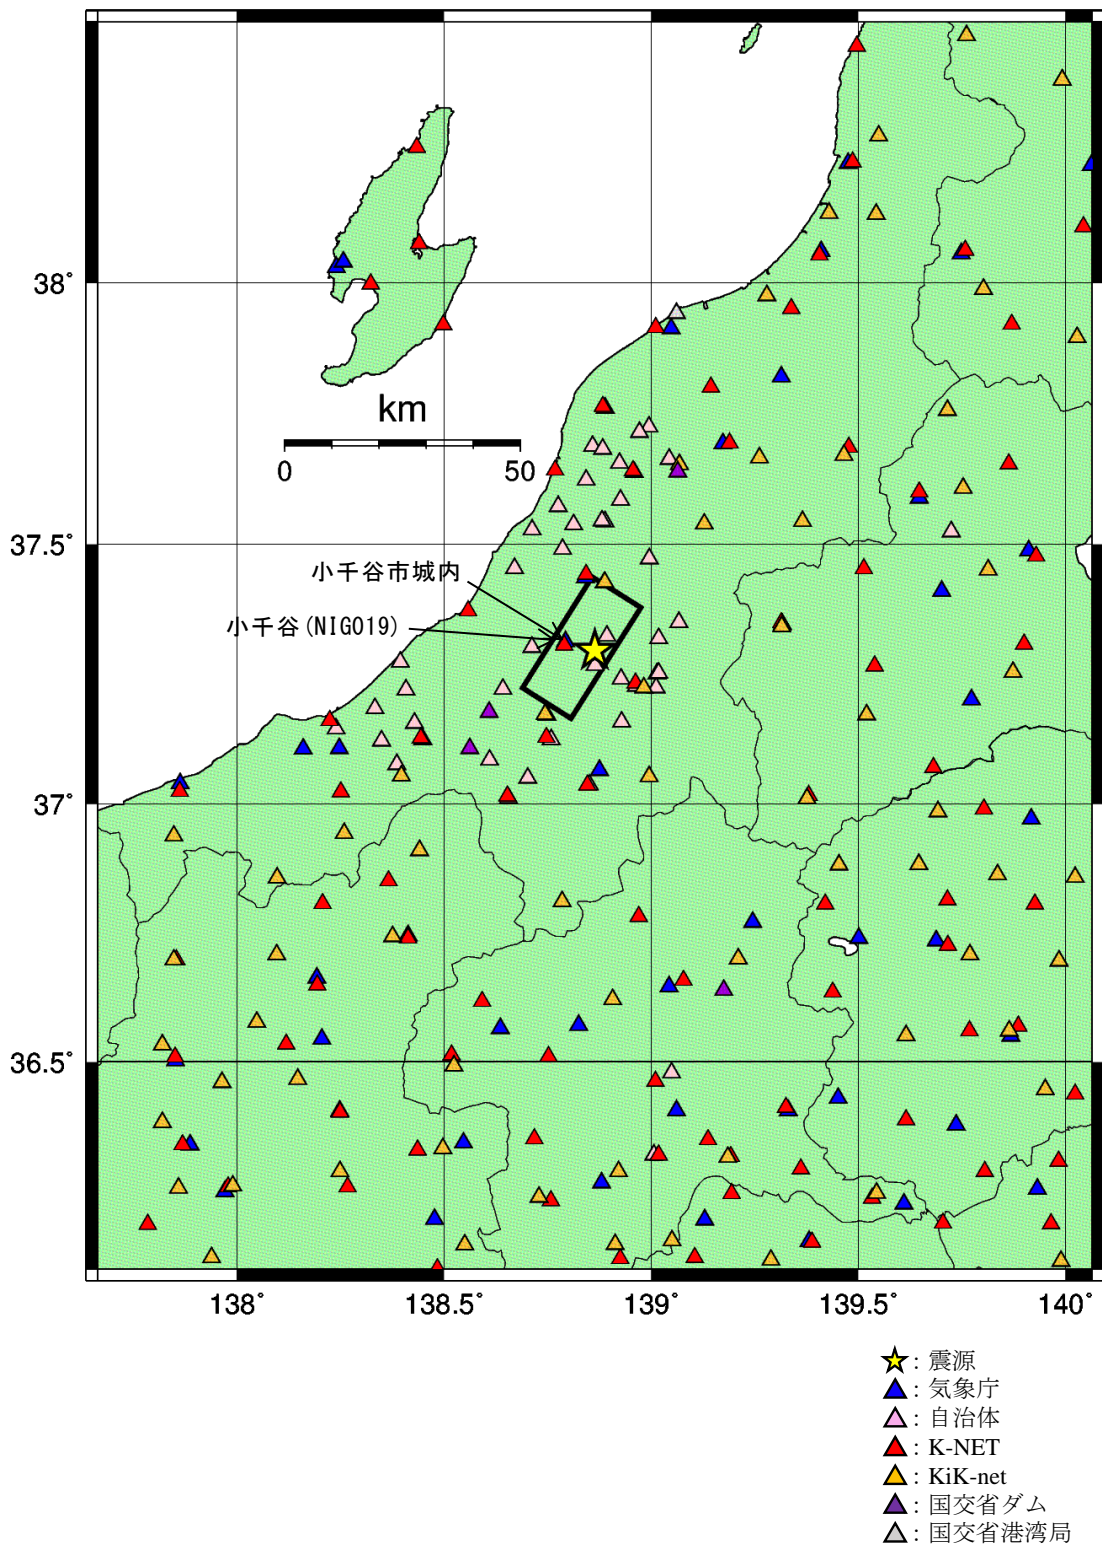 38°
km
0 50
37.5°
小千谷市城内
小千谷(NIG019)
37°
36.5°
138° 138.5° 139° 139.5° 140°
: 震源
: 気象庁
: 自治体
: K-NET
: KiK-net
: 国交省ダム
: 国交省港湾局